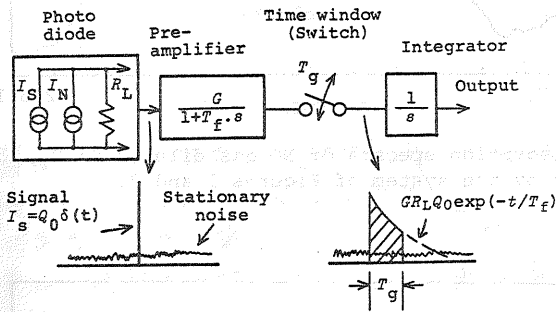 Photo
diode
Pre-
amplifier
Time window
(Switch)
Integrator
I_S I_N R_L
G
1+T_f.s
T_g
1
s
Output
Signal
I_s=Q_0δ(t)
Stationary
noise
GR_LQ_0exp(-t/T_f)
T_g